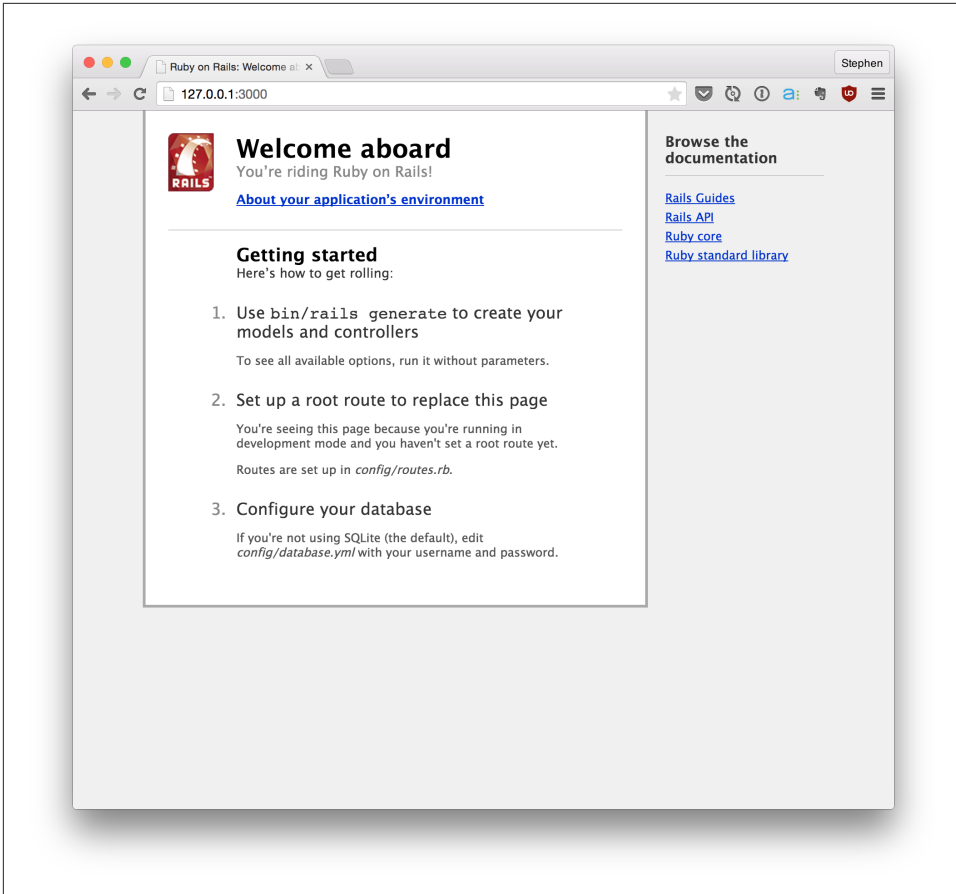 Ruby on Rails: Welcome ab
Stephen
127.0.0.1:3000
RAILS
Welcome aboard
You're riding Ruby on Rails!
About your application's environment
Getting started
Here's how to get rolling:
1. Use bin/rails generate to create your
models and controllers
To see all available options, run it without parameters.
2. Set up a root route to replace this page
You're seeing this page because you're running in
development mode and you haven't set a root route yet.
Routes are set up in config/routes.rb.
3. Configure your database
If you're not using SQLite (the default), edit
config/database.yml with your username and password.
Browse the
documentation
Rails Guides
Rails API
Ruby core
Ruby standard library